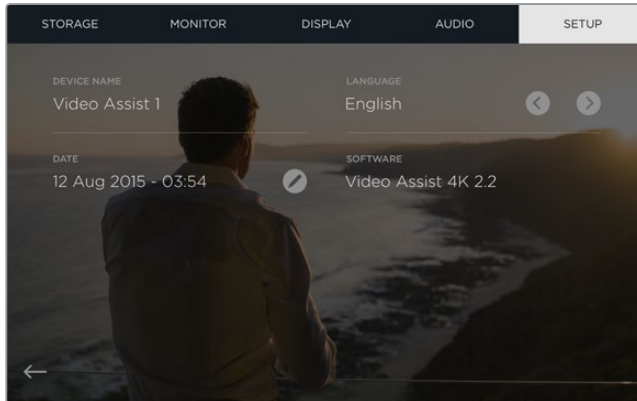 STORAGE MONITOR DISPLAY AUDIO SETUP
DEVICE NAME LANGUAGE
Video Assist 1 English
DATE SOFTWARE
12 Aug 2015 - 03:54 Video Assist 4K 2.2